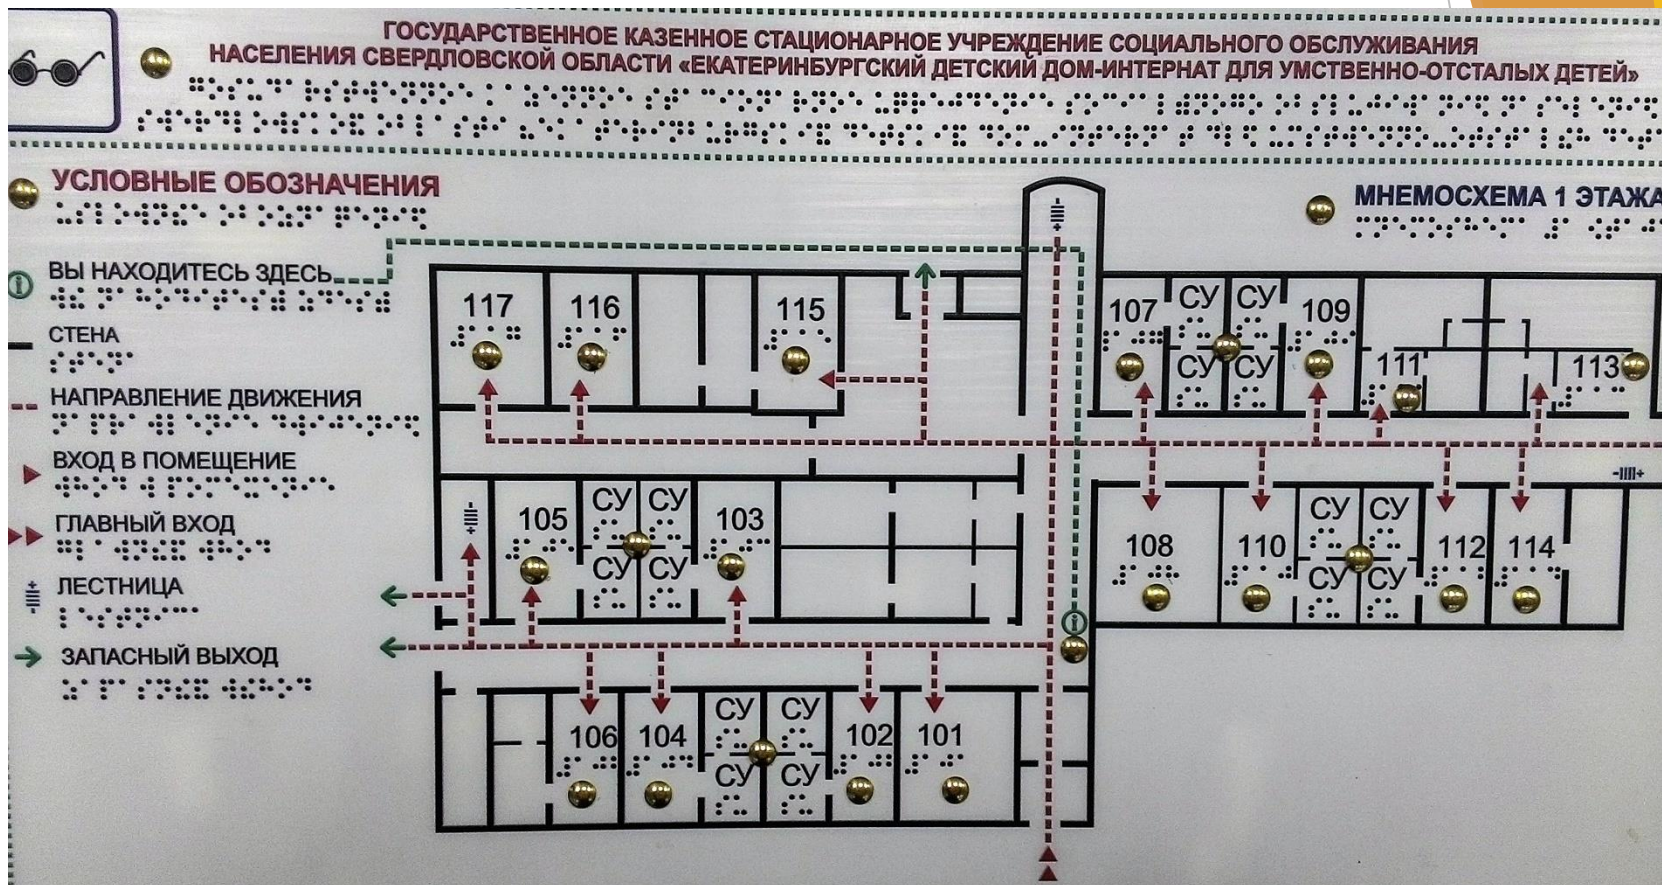 ГОСУДАРСТВЕННОЕ КАЗЕННОЕ СТАЦИОНАРНОЕ УЧРЕЖДЕНИЕ СОЦИАЛЬНОГО ОБСЛУЖИВАНИЯ
НАСЕЛЕНИЯ СВЕРДЛОВСКОЙ ОБЛАСТИ «ЕКАТЕРИНБУРГСКИЙ ДЕТСКИЙ ДОМ-ИНТЕРНАТ ДЛЯ УМСТВЕННО-ОТСТАЛЫХ ДЕТЕЙ»
УСЛОВНЫЕ ОБОЗНАЧЕНИЯ
МНЕМОСХЕМА 1 ЭТАЖА
ВЫ НАХОДИТЕСЬ ЗДЕСЬ
СТЕНА
НАПРАВЛЕНИЕ ДВИЖЕНИЯ
ВХОД В ПОМЕЩЕНИЕ
ГЛАВНЫЙ ВХОД
ЛЕСТНИЦА
ЗАПАСНЫЙ ВЫХОД
117 116 115 107 СУ СУ 109
СУ СУ 111 113
105 СУ СУ 103 108 110 СУ СУ 112 114
СУ СУ СУ СУ
106 104 СУ СУ 102 101
СУ СУ